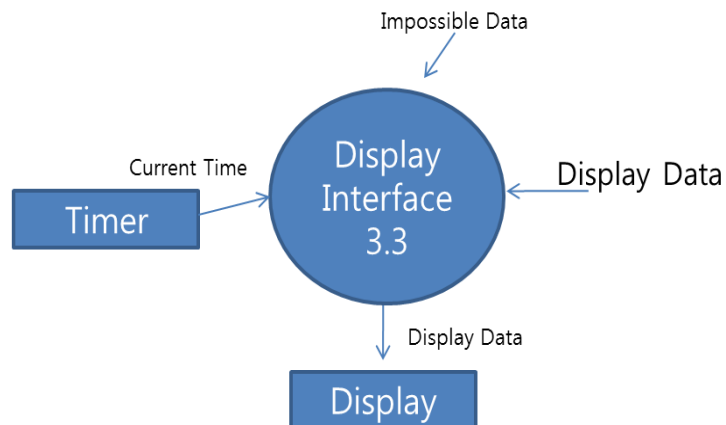 Impossible Data
Current Time
Display
Interface
3.3
Display Data
Timer
Display Data
Display